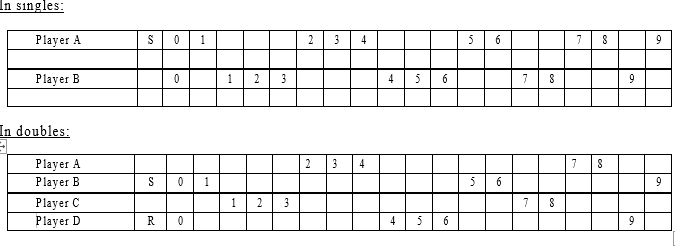 In singles:
Player A S 0 1 2 3 4 5 6 7 8 9
Player B 0 1 2 3 4 5 6 7 8 9
In doubles:
Player A 2 3 4 7 8
Player B S 0 1 5 6 9
Player C 1 2 3 7 8
Player D R 0 4 5 6 9